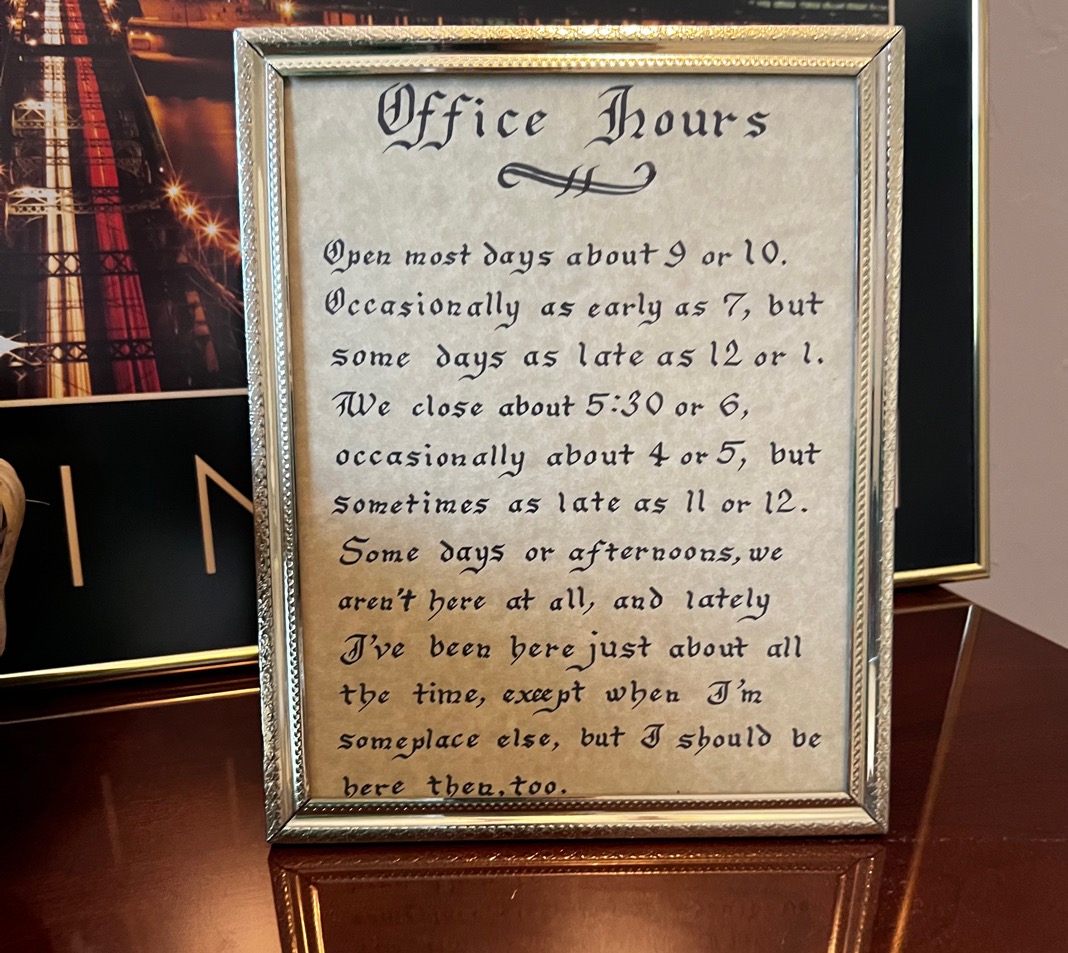 Office Hours
Open most days about 9 or 10.
Occasionally as early as 7, but
some days as late as 12 or 1.
We close about 5:30 or 6,
occasionally about 4 or 5, but
sometimes as late as 11 or 12.
Some days or afternoons, we
aren't here at all, and lately
I've been here just about all
the time, except when I'm
someplace else, but I should be
here then, too.
IN